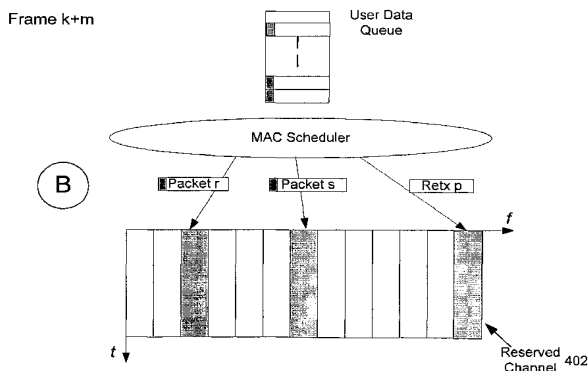 Frame k+m
User Data
Queue
MAC Scheduler
B
Packet r
Packet s
Retx p
f
t
Reserved
Channel 402